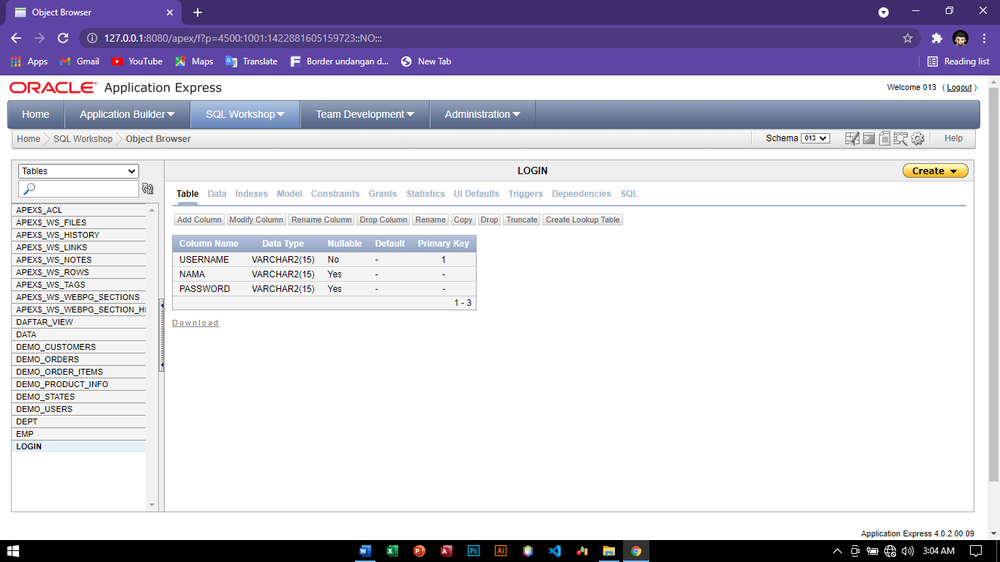 Object Browser
127.0.0.1:8080/apex/f?p=4500:1001:1422881605159723::NO:::
Apps Gmail YouTube Maps Translate Border undangan d... New Tab Reading list
ORACLE Application Express
Welcome 013 ( Logout )
Home Application Builder SQL Workshop Team Development Administration
Home SQL Workshop Object Browser Schema 013 Help
Tables
LOGIN
Create
Table Data Indexes Model Constraints Grants Statistics UI Defaults Triggers Dependencies SQL
Add Column Modify Column Rename Column Drop Column Rename Copy Drop Truncate Create Lookup Table
Column Name Data Type Nullable Default Primary Key
USERNAME VARCHAR2(15) No - 1
NAMA VARCHAR2(15) Yes - -
PASSWORD VARCHAR2(15) Yes - -
1 - 3
Download
APEX$_ACL
APEX$_WS_FILES
APEX$_WS_HISTORY
APEX$_WS_LINKS
APEX$_WS_NOTES
APEX$_WS_ROWS
APEX$_WS_TAGS
APEX$_WS_WEBPG_SECTIONS
APEX$_WS_WEBPG_SECTION_HI
DAFTAR_VIEW
DATA
DEMO_CUSTOMERS
DEMO_ORDERS
DEMO_ORDER_ITEMS
DEMO_PRODUCT_INFO
DEMO_STATES
DEMO_USERS
DEPT
EMP
LOGIN
Application Express 4.0.2.00.09
3:04 AM